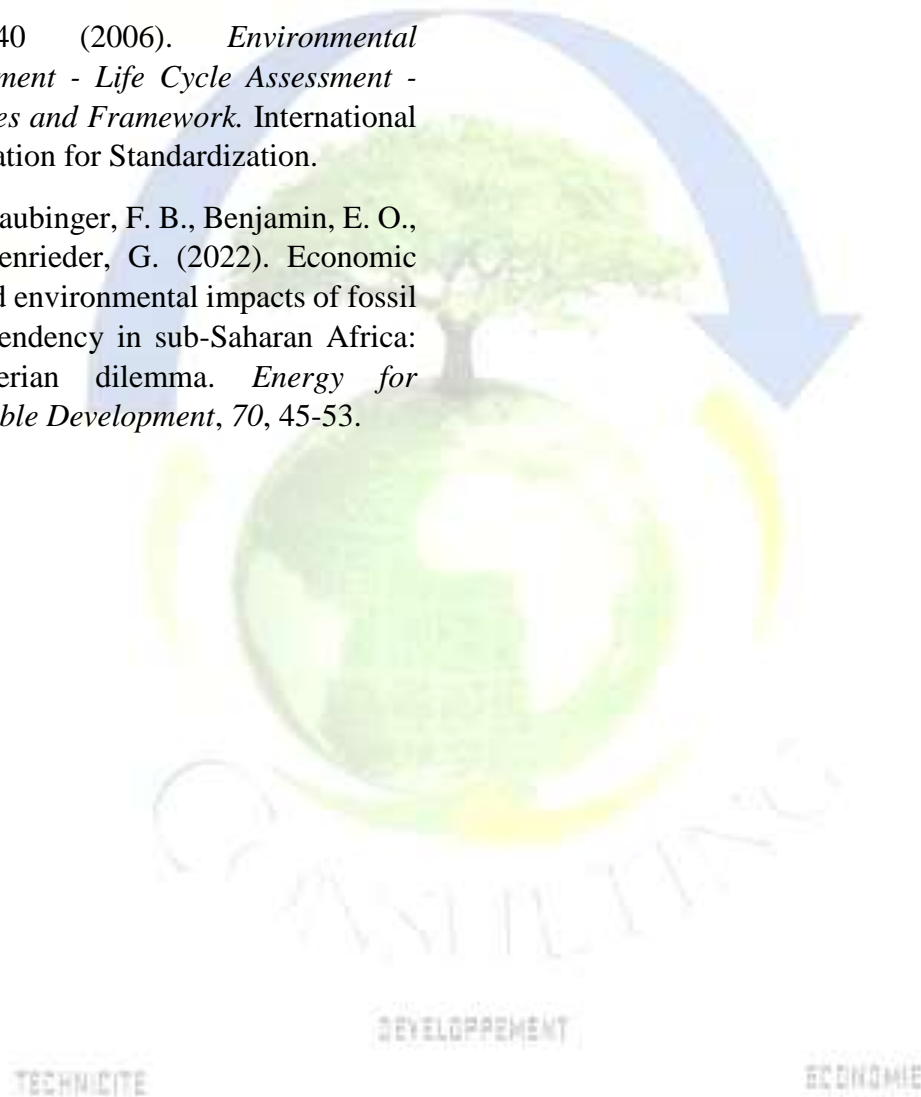 40 (2006). Environmental
ment - Life Cycle Assessment -
es and Framework. International
ation for Standardization.
aubinger, F. B., Benjamin, E. O.,
enrieder, G. (2022). Economic
d environmental impacts of fossil
endency in sub-Saharan Africa:
erian dilemma. Energy for
ble Development, 70, 45-53.
CONSULTING
DEVELOPPEMENT
TECHNICITE
ECONOMIE